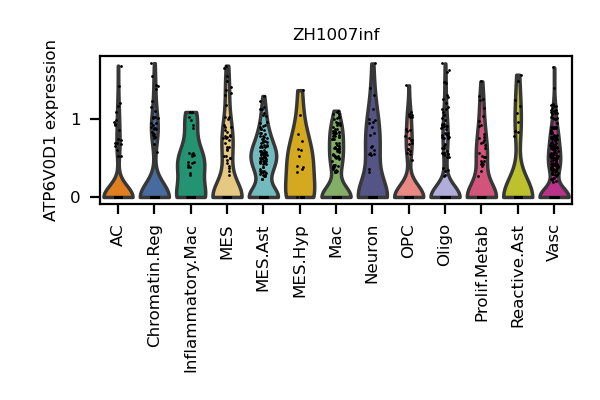 ZH1007inf
ATP6V0D1 expression
1
0
AC
Chromatin.Reg
Inflammatory.Mac
MES
MES.Ast
MES.Hyp
Mac
Neuron
OPC
Oligo
Prolif.Metab
Reactive.Ast
Vasc